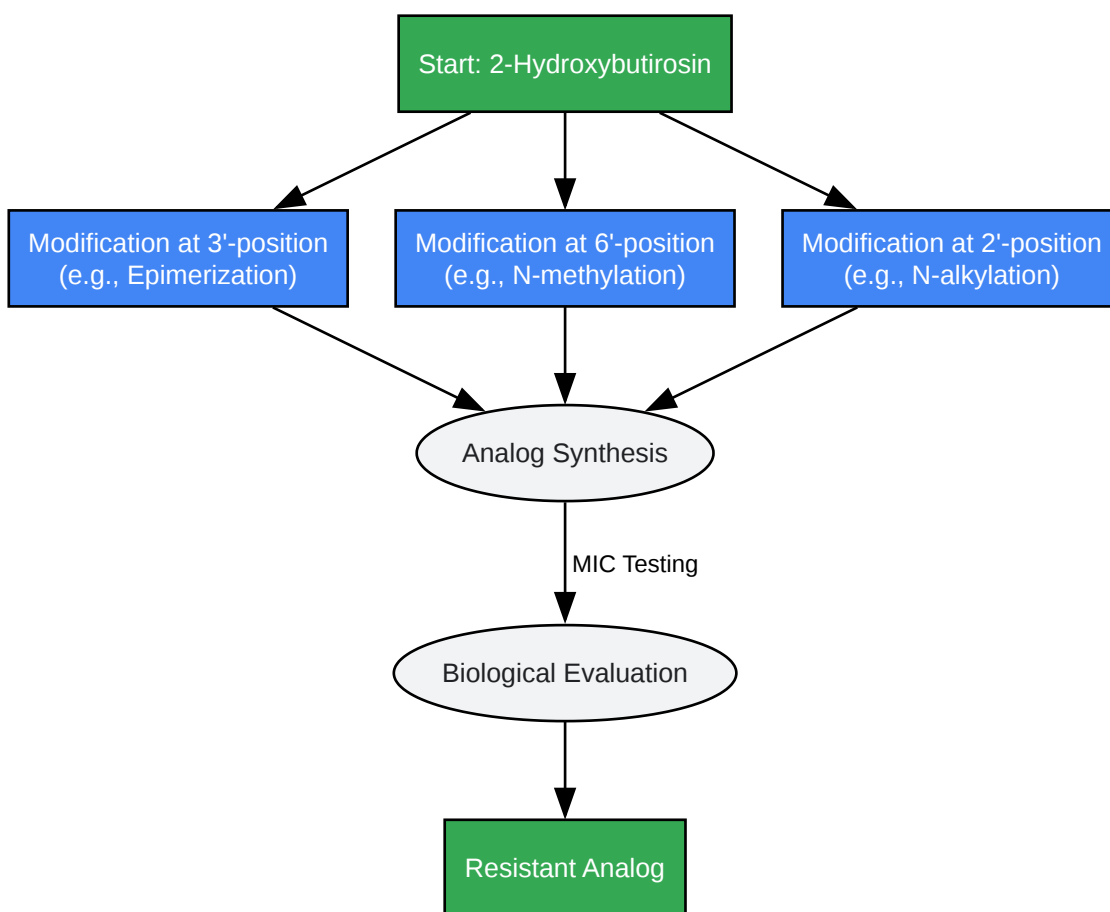 Start: 2-Hydroxybutirosin
Modification at 3'-position
(e.g., Epimerization)
Modification at 6'-position
(e.g., N-methylation)
Modification at 2'-position
(e.g., N-alkylation)
Analog Synthesis
MIC Testing
Biological Evaluation
Resistant Analog